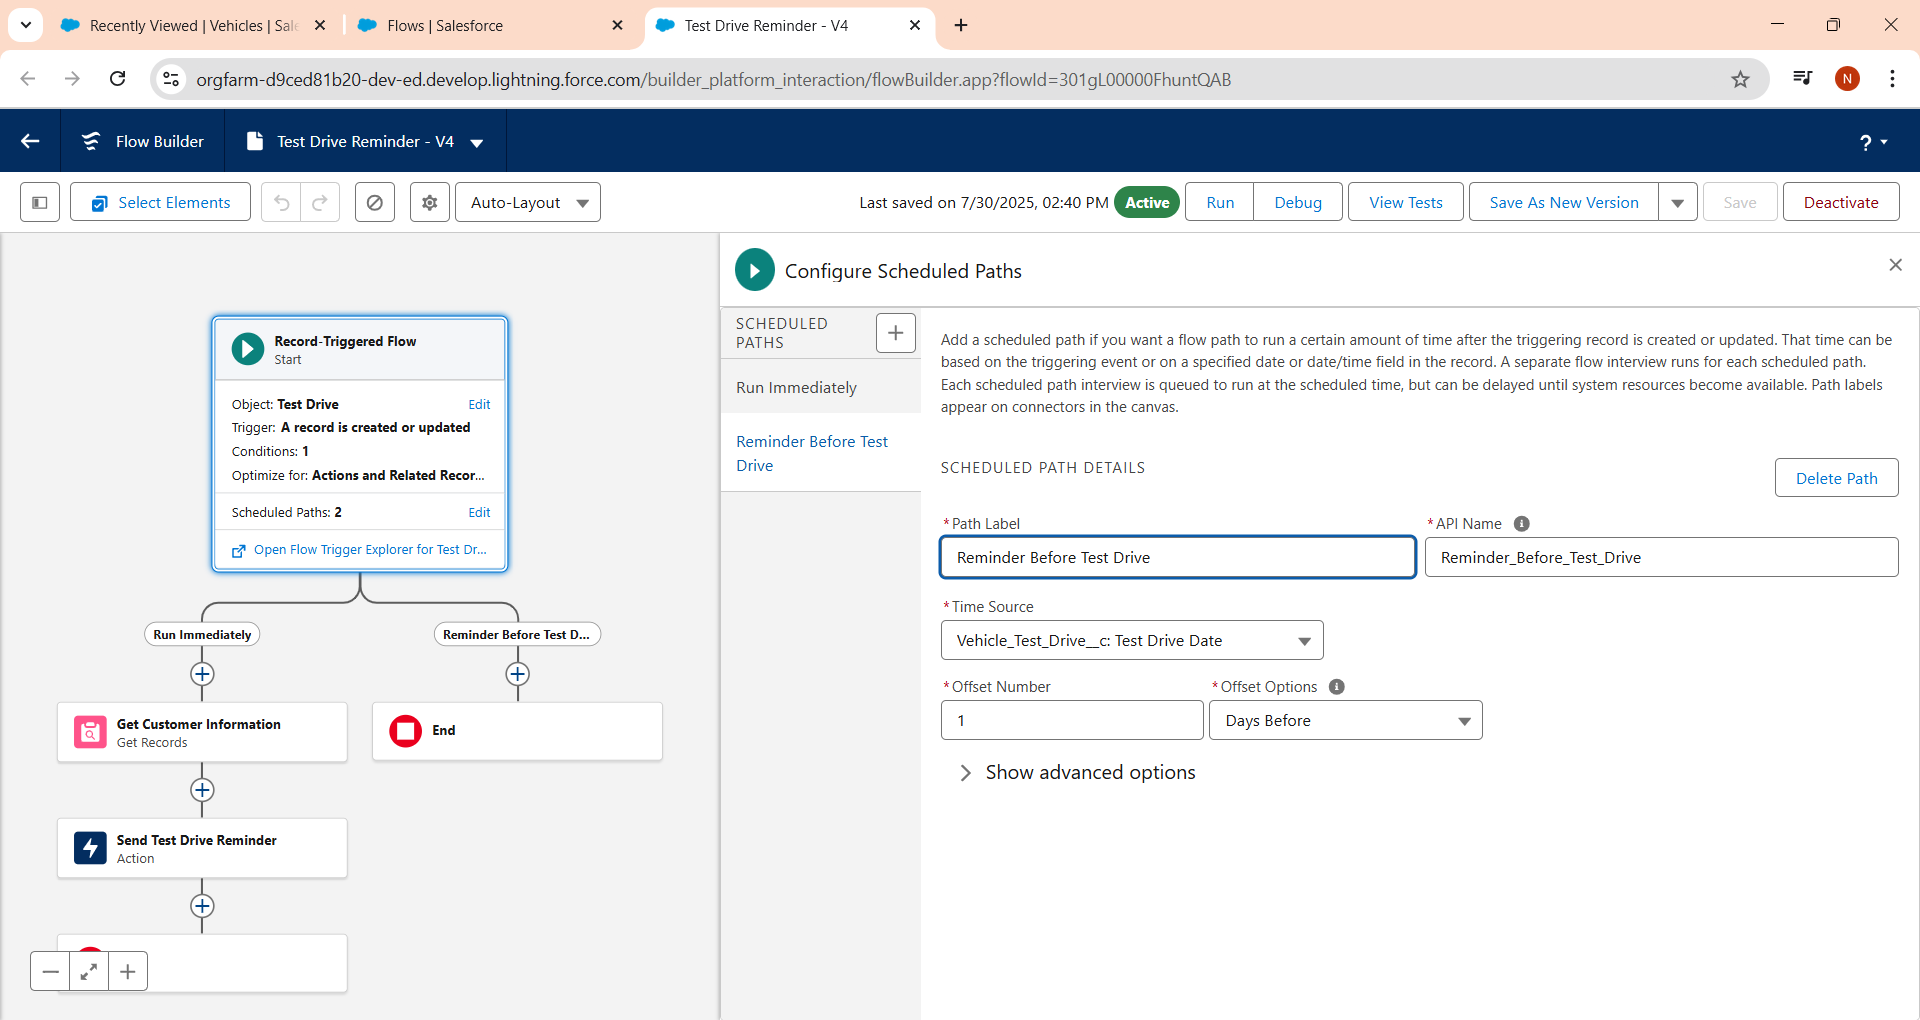 Recently Viewed | Vehicles | Sale
Flows | Salesforce
Test Drive Reminder - V4
orgfarm-d9ced81b20-dev-ed.develop.lightning.force.com/builder_platform_interaction/flowBuilder.app?flowId=301gL00000FhuntQAB
N
Flow Builder
Test Drive Reminder - V4
?
Select Elements
Auto-Layout
Last saved on 7/30/2025, 02:40 PM
Active
Run
Debug
View Tests
Save As New Version
Save
Deactivate
Record-Triggered Flow
Start
Object: Test Drive
Edit
Trigger: A record is created or updated
Conditions: 1
Optimize for: Actions and Related Recor...
Scheduled Paths: 2
Edit
Open Flow Trigger Explorer for Test Dr...
Run Immediately
Reminder Before Test D...
Get Customer Information
Get Records
End
Send Test Drive Reminder
Action
Configure Scheduled Paths
SCHEDULED
PATHS
Run Immediately
Reminder Before Test
Drive
Add a scheduled path if you want a flow path to run a certain amount of time after the triggering record is created or updated. That time can be
based on the triggering event or on a specified date or date/time field in the record. A separate flow interview runs for each scheduled path.
Each scheduled path interview is queued to run at the scheduled time, but can be delayed until system resources become available. Path labels
appear on connectors in the canvas.
SCHEDULED PATH DETAILS
Delete Path
*Path Label
*API Name
Reminder Before Test Drive
Reminder_Before_Test_Drive
*Time Source
Vehicle_Test_Drive__c: Test Drive Date
*Offset Number
*Offset Options
1
Days Before
Show advanced options